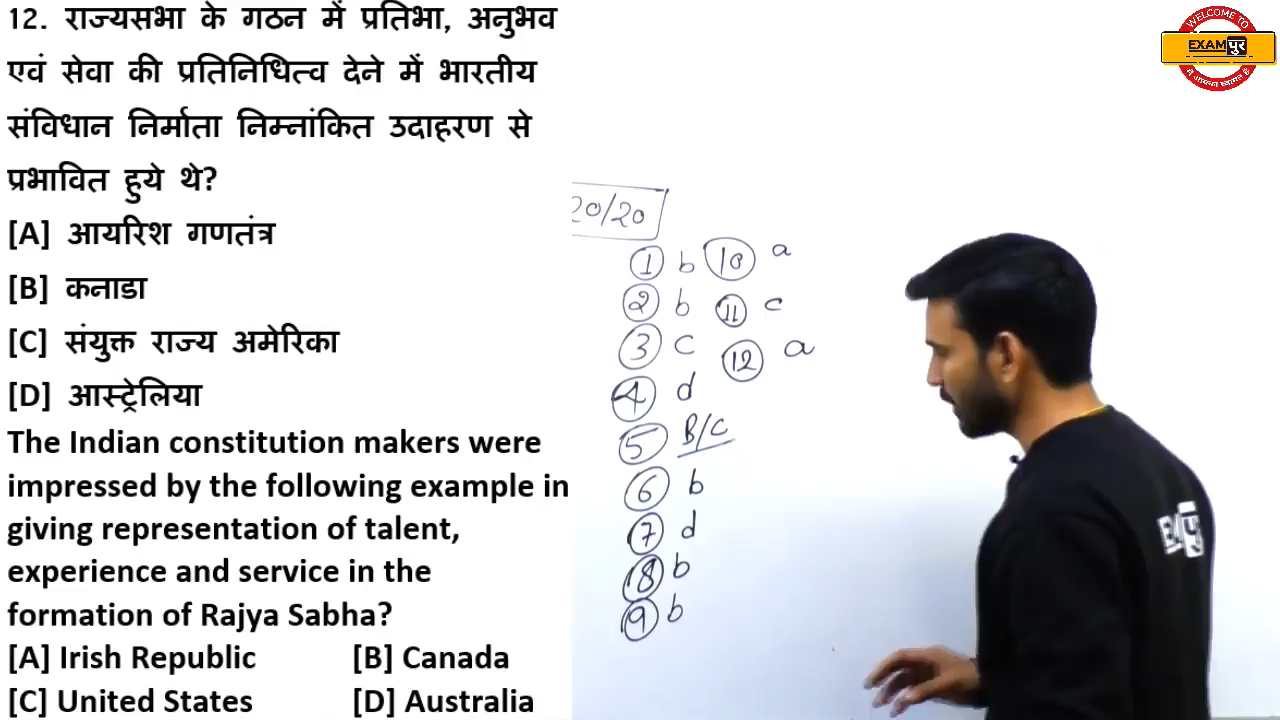 12. राज्यसभा के गठन में प्रतिभा, अनुभव
एवं सेवा की प्रतिनिधित्व देने में भारतीय
संविधान निर्माता निम्नांकित उदाहरण से
प्रभावित हुये थे?
[A] आयरिश गणतंत्र
[B] कनाडा
[C] संयुक्त राज्य अमेरिका
[D] आस्ट्रेलिया
The Indian constitution makers were
impressed by the following example in
giving representation of talent,
experience and service in the
formation of Rajya Sabha?
[A] Irish Republic [B] Canada
[C] United States [D] Australia
20/20
1 b 10 a
2 b 11 c
3 c 12 a
4 d
5 B/C
6 b
7 d
8 b
9 b
WELCOME TO
EXAMपुर